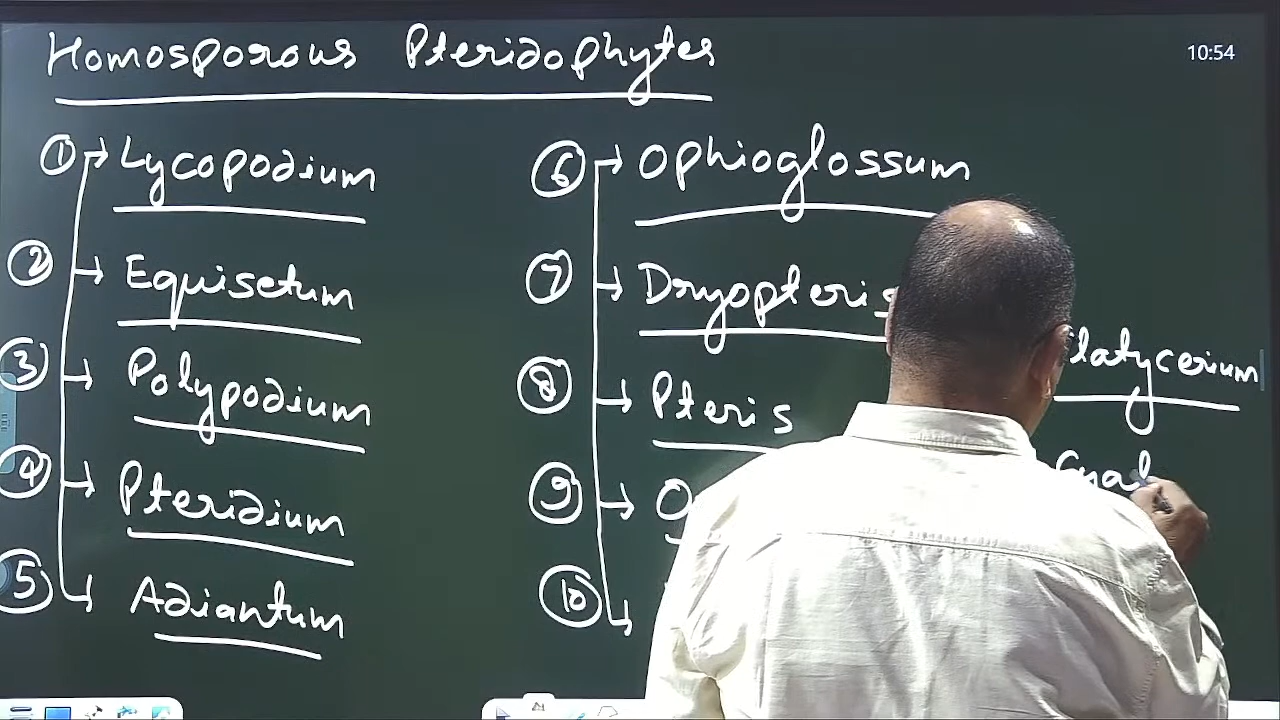 Homosporous Pteridophytes
10:54
① Lycopodium
② Equisetum
③ Polypodium
④ Pteridium
⑤ Adiantum
⑥ Ophioglossum
⑦ Dryopteris
⑧ Pteris
⑨ O
⑩
latycerium
Cyat